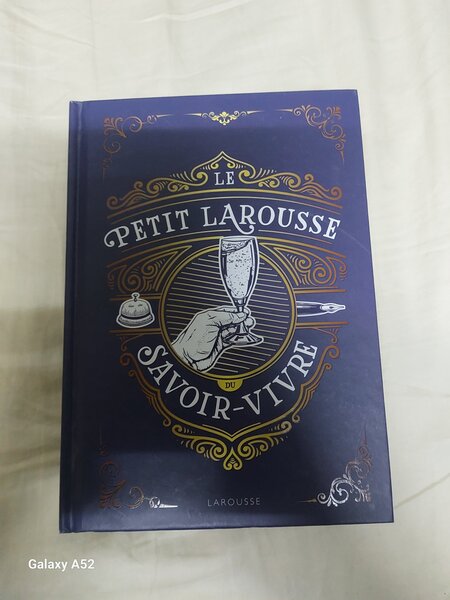 LE
PETIT LAROUSSE
DU
SAVOIR-VIVRE
LAROUSSE
Galaxy A52